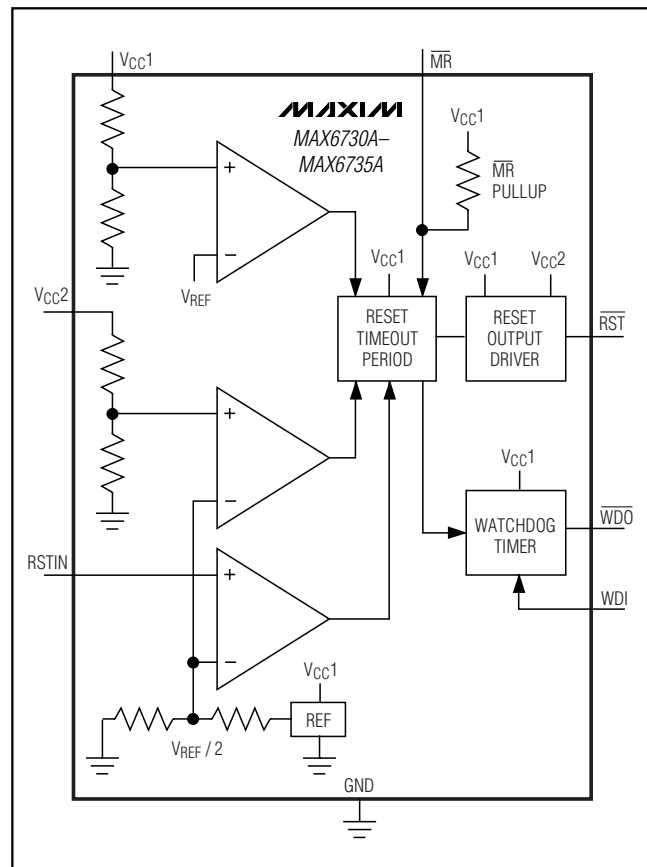 VCC1
MR
MAXIM
MAX6730A–
MAX6735A
VCC1
MR
PULLUP
+
−
VREF
VCC1
VCC1
VCC2
VCC2
RESET
TIMEOUT
PERIOD
RESET
OUTPUT
DRIVER
RST
+
−
VCC1
WATCHDOG
TIMER
WDO
RSTIN
+
−
WDI
VCC1
REF
VREF / 2
GND